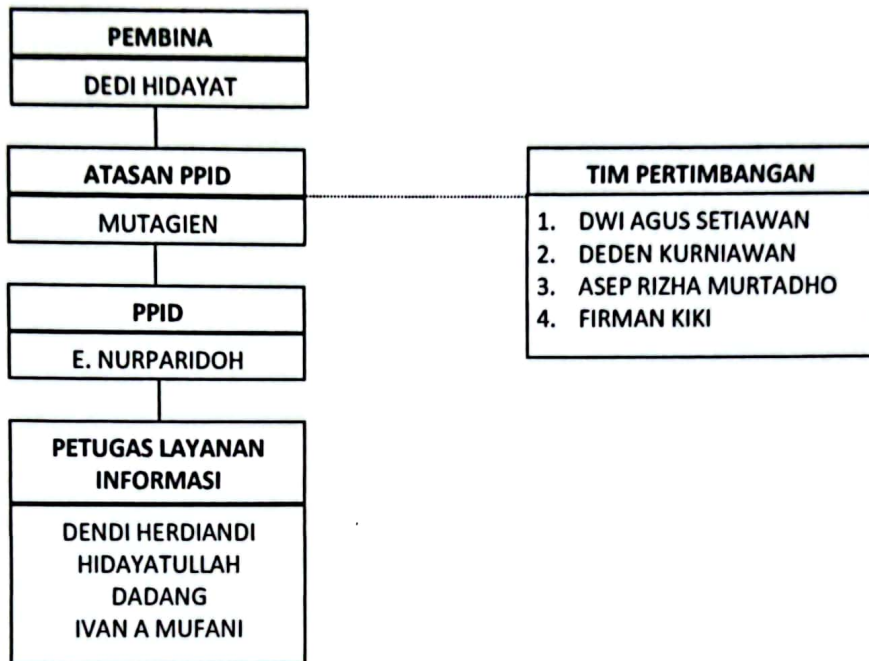 PEMBINA
DEDI HIDAYAT
ATASAN PPID
MUTAGIEN
PPID
E. NURPARIDOH
PETUGAS LAYANAN
INFORMASI
DENDI HERDIANDI
HIDAYATULLAH
DADANG
IVAN A MUFANI
TIM PERTIMBANGAN
1. DWI AGUS SETIAWAN
2. DEDEN KURNIAWAN
3. ASEP RIZHA MURTADHO
4. FIRMAN KIKI